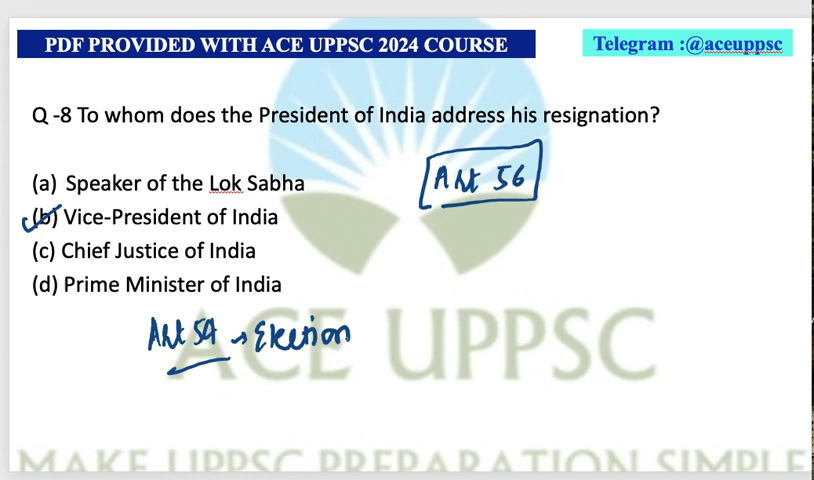 PDF PROVIDED WITH ACE UPPSC 2024 COURSE
Telegram :@aceuppsc
Q -8 To whom does the President of India address his resignation?
(a) Speaker of the Lok Sabha
Art 56
(b) Vice-President of India
(c) Chief Justice of India
(d) Prime Minister of India
Art 54 → Election
ACE UPPSC
MAKE UPPSC PREPARATION SIMPLE